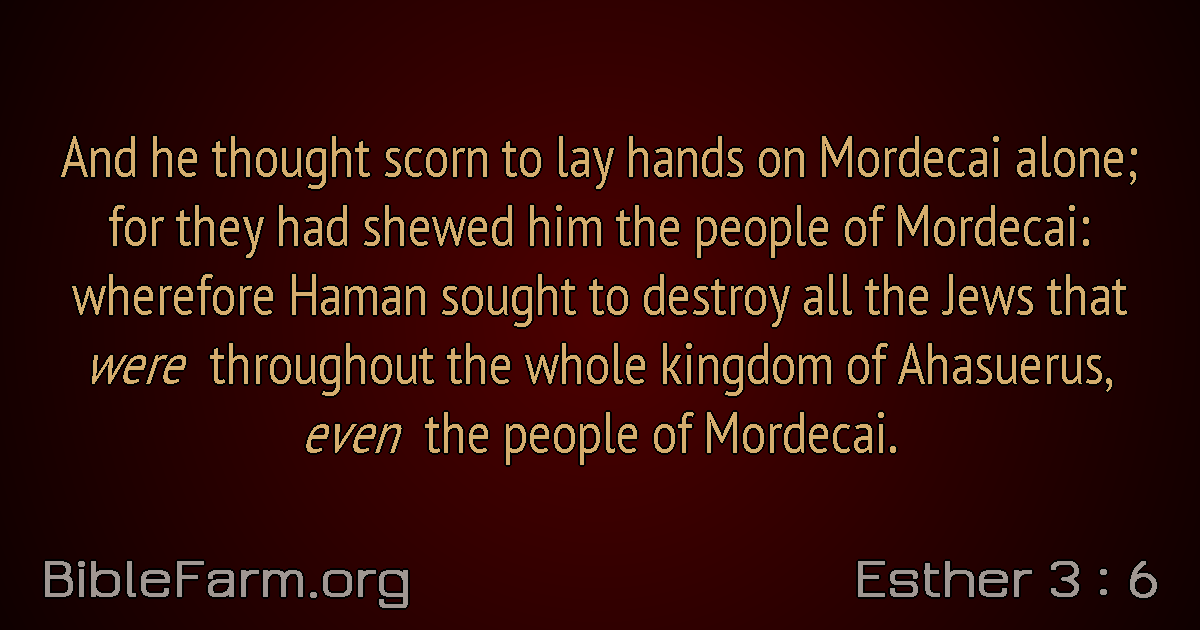 And he thought scorn to lay hands on Mordecai alone;
for they had shewed him the people of Mordecai:
wherefore Haman sought to destroy all the Jews that
were throughout the whole kingdom of Ahasuerus,
even the people of Mordecai.
BibleFarm.org
Esther 3 : 6